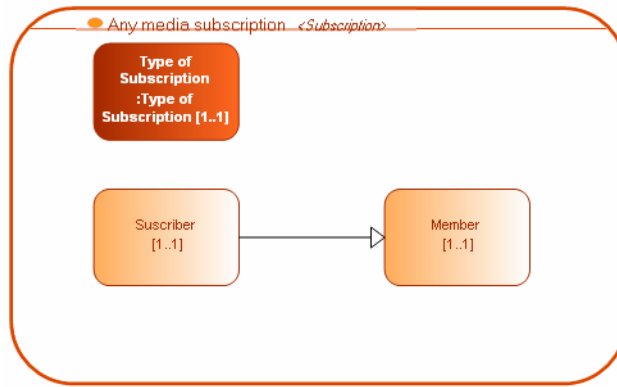 Any media subscription <Subscription>
Type of
Subscription
:Type of
Subscription [1..1]
Suscriber
[1..1]
Member
[1..1]